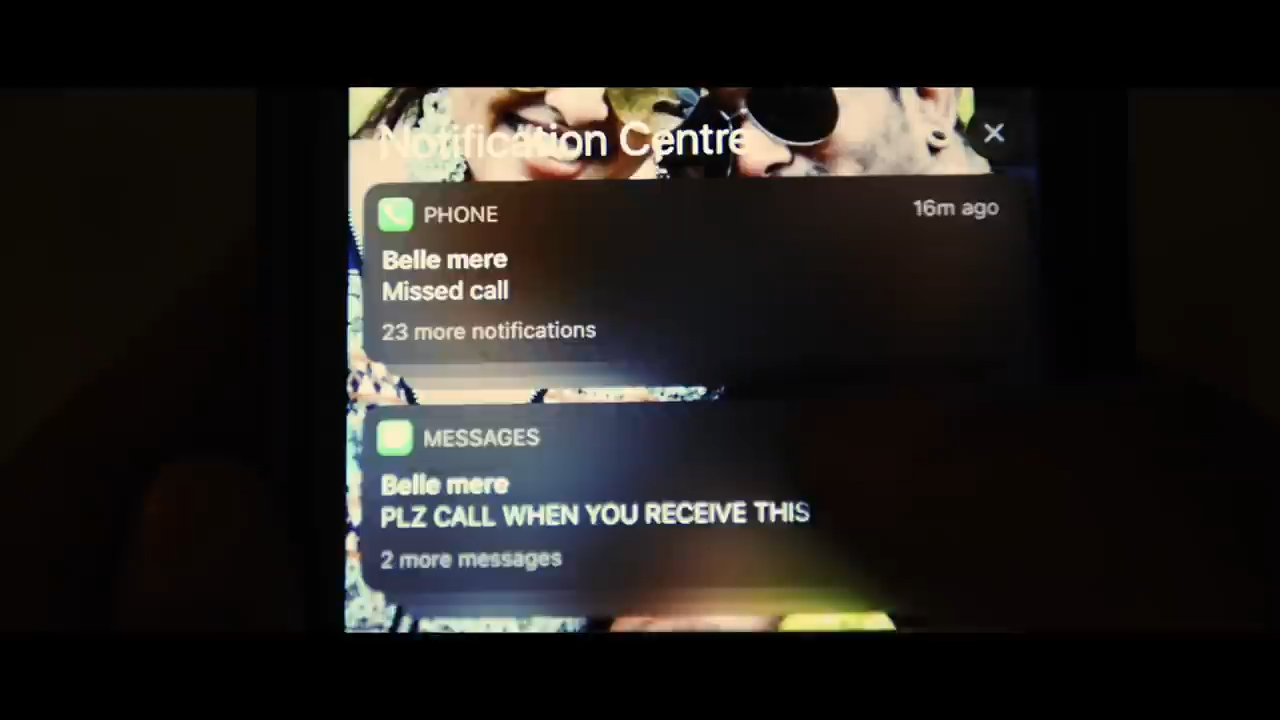 Notification Centre
PHONE
16m ago
Belle mere
Missed call
23 more notifications
MESSAGES
Belle mere
PLZ CALL WHEN YOU RECEIVE THIS
2 more messages